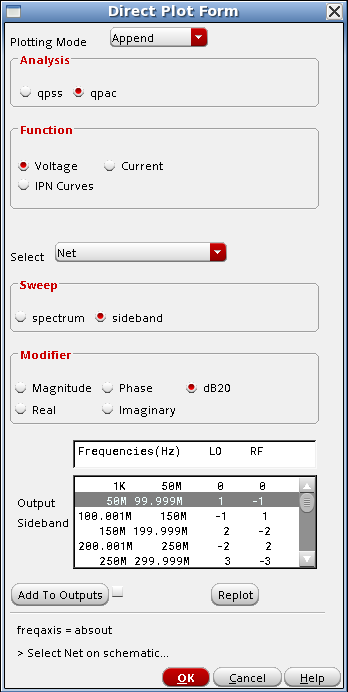 Direct Plot Form
Plotting Mode Append
Analysis
qpss qpac
Function
Voltage Current
IPN Curves
Select Net
Sweep
spectrum sideband
Modifier
Magnitude Phase dB20
Real Imaginary
Frequencies(Hz) LO RF
Output
Sideband
1K 50M 0 0
50M 99.999M 1 -1
100.001M 150M -1 1
150M 199.999M 2 -2
200.001M 250M -2 2
250M 299.999M 3 -3
Add To Outputs Replot
freqaxis = absout
> Select Net on schematic...
OK Cancel Help